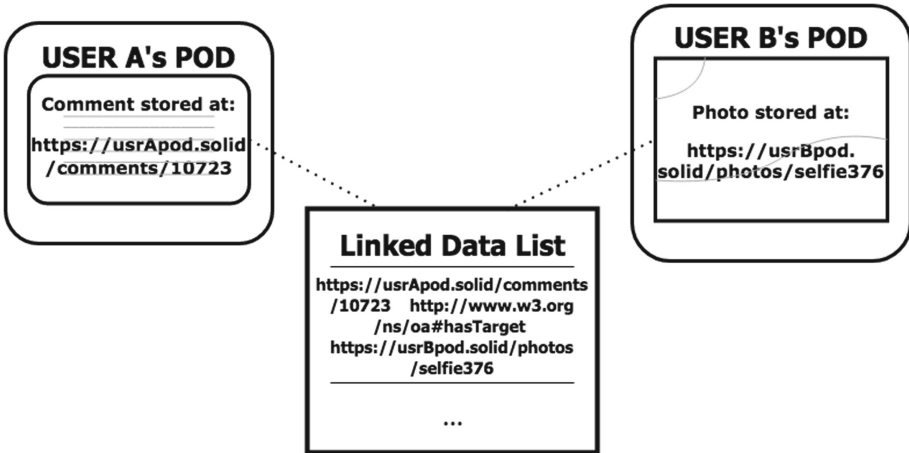 USER A's POD
Comment stored at:
https://usrApod.solid
/comments/10723
USER B's POD
Photo stored at:
https://usrBpod.
solid/photos/selfie376
Linked Data List
https://usrApod.solid/comments
/10723 http://www.w3.org
/ns/oa#hasTarget
https://usrBpod.solid/photos
/selfie376
...